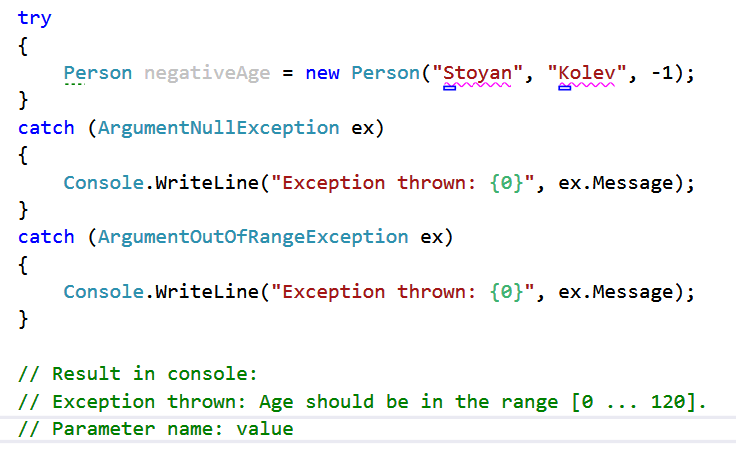 try
{
    Person negativeAge = new Person("Stoyan", "Kolev", -1);
}
catch (ArgumentNullException ex)
{
    Console.WriteLine("Exception thrown: {0}", ex.Message);
}
catch (ArgumentOutOfRangeException ex)
{
    Console.WriteLine("Exception thrown: {0}", ex.Message);
}

// Result in console:
// Exception thrown: Age should be in the range [0 ... 120].
// Parameter name: value